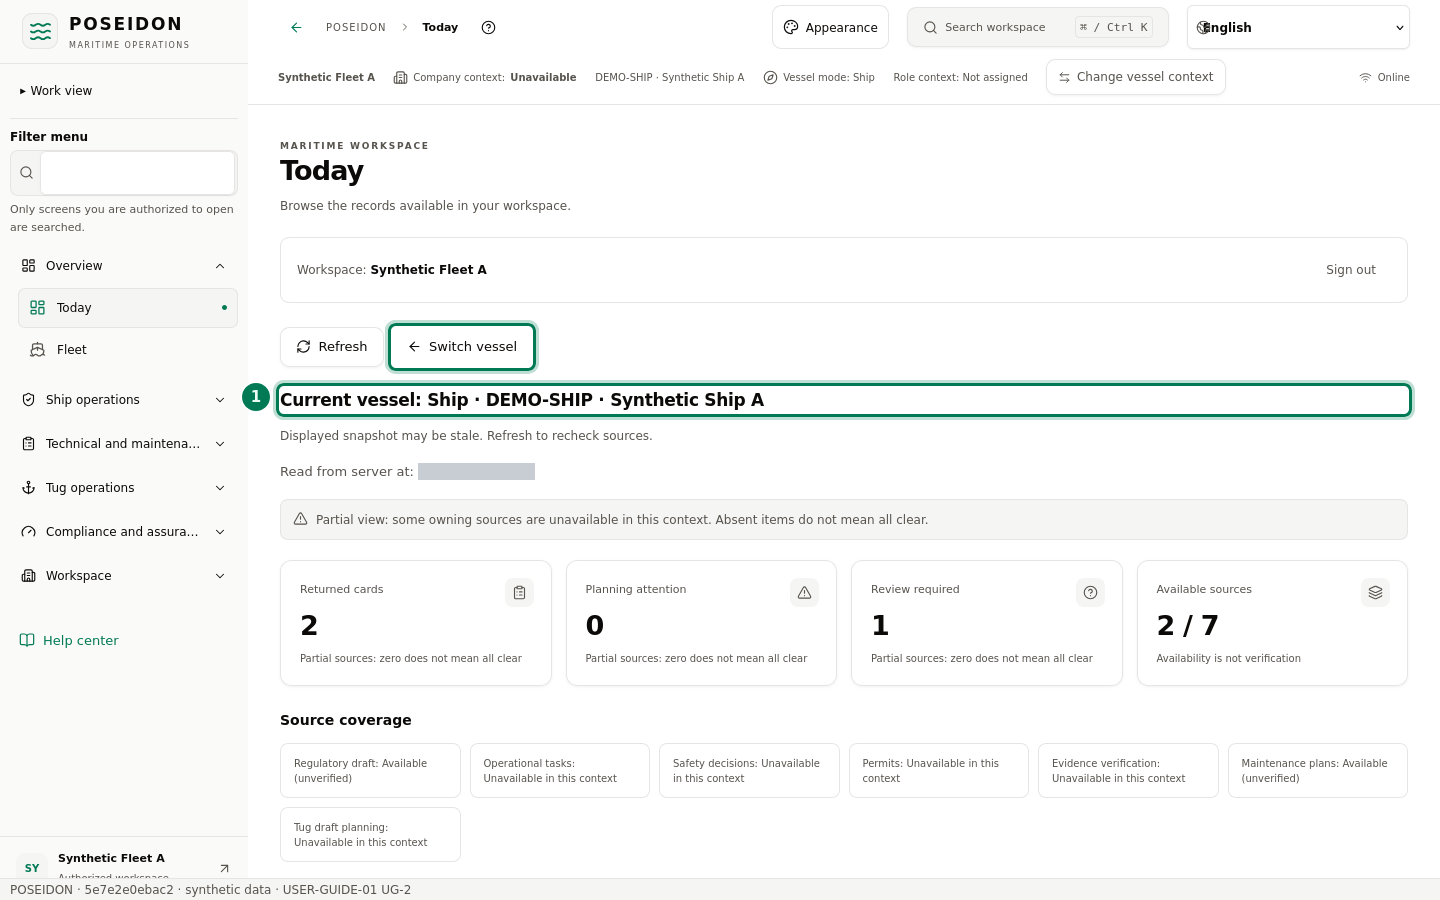 POSEIDON
MARITIME OPERATIONS
Work view
Filter menu
Only screens you are authorized to open
are searched.
Overview
Today
Fleet
Ship operations
Technical and maintena…
Tug operations
Compliance and assura…
Workspace
Help center
SY
Synthetic Fleet A
Authorized workspace
POSEIDON
Today
Appearance
Search workspace
⌘ / Ctrl K
English
Synthetic Fleet A
Company context: Unavailable
DEMO-SHIP · Synthetic Ship A
Vessel mode: Ship
Role context: Not assigned
Change vessel context
Online
MARITIME WORKSPACE
Today
Browse the records available in your workspace.
Workspace: Synthetic Fleet A
Sign out
Refresh
Switch vessel
1
Current vessel: Ship · DEMO-SHIP · Synthetic Ship A
Displayed snapshot may be stale. Refresh to recheck sources.
Read from server at:
Partial view: some owning sources are unavailable in this context. Absent items do not mean all clear.
Returned cards
2
Partial sources: zero does not mean all clear
Planning attention
0
Partial sources: zero does not mean all clear
Review required
1
Partial sources: zero does not mean all clear
Available sources
2 / 7
Availability is not verification
Source coverage
Regulatory draft: Available
(unverified)
Operational tasks:
Unavailable in this context
Safety decisions: Unavailable
in this context
Permits: Unavailable in this
context
Evidence verification:
Unavailable in this context
Maintenance plans: Available
(unverified)
Tug draft planning:
Unavailable in this context
POSEIDON · 5e7e2e0ebac2 · synthetic data · USER-GUIDE-01 UG-2